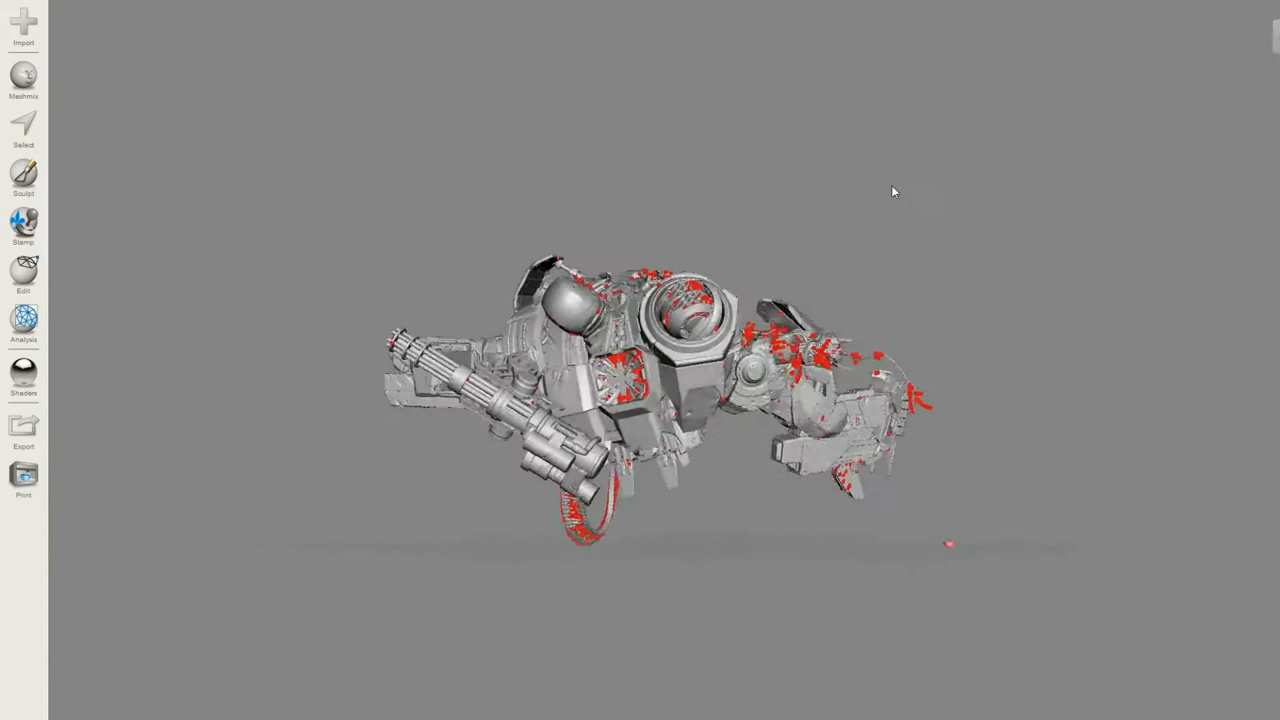 Import
Meshmix
Select
Sculpt
Stamp
Edit
Analysis
Shaders
Export
Print